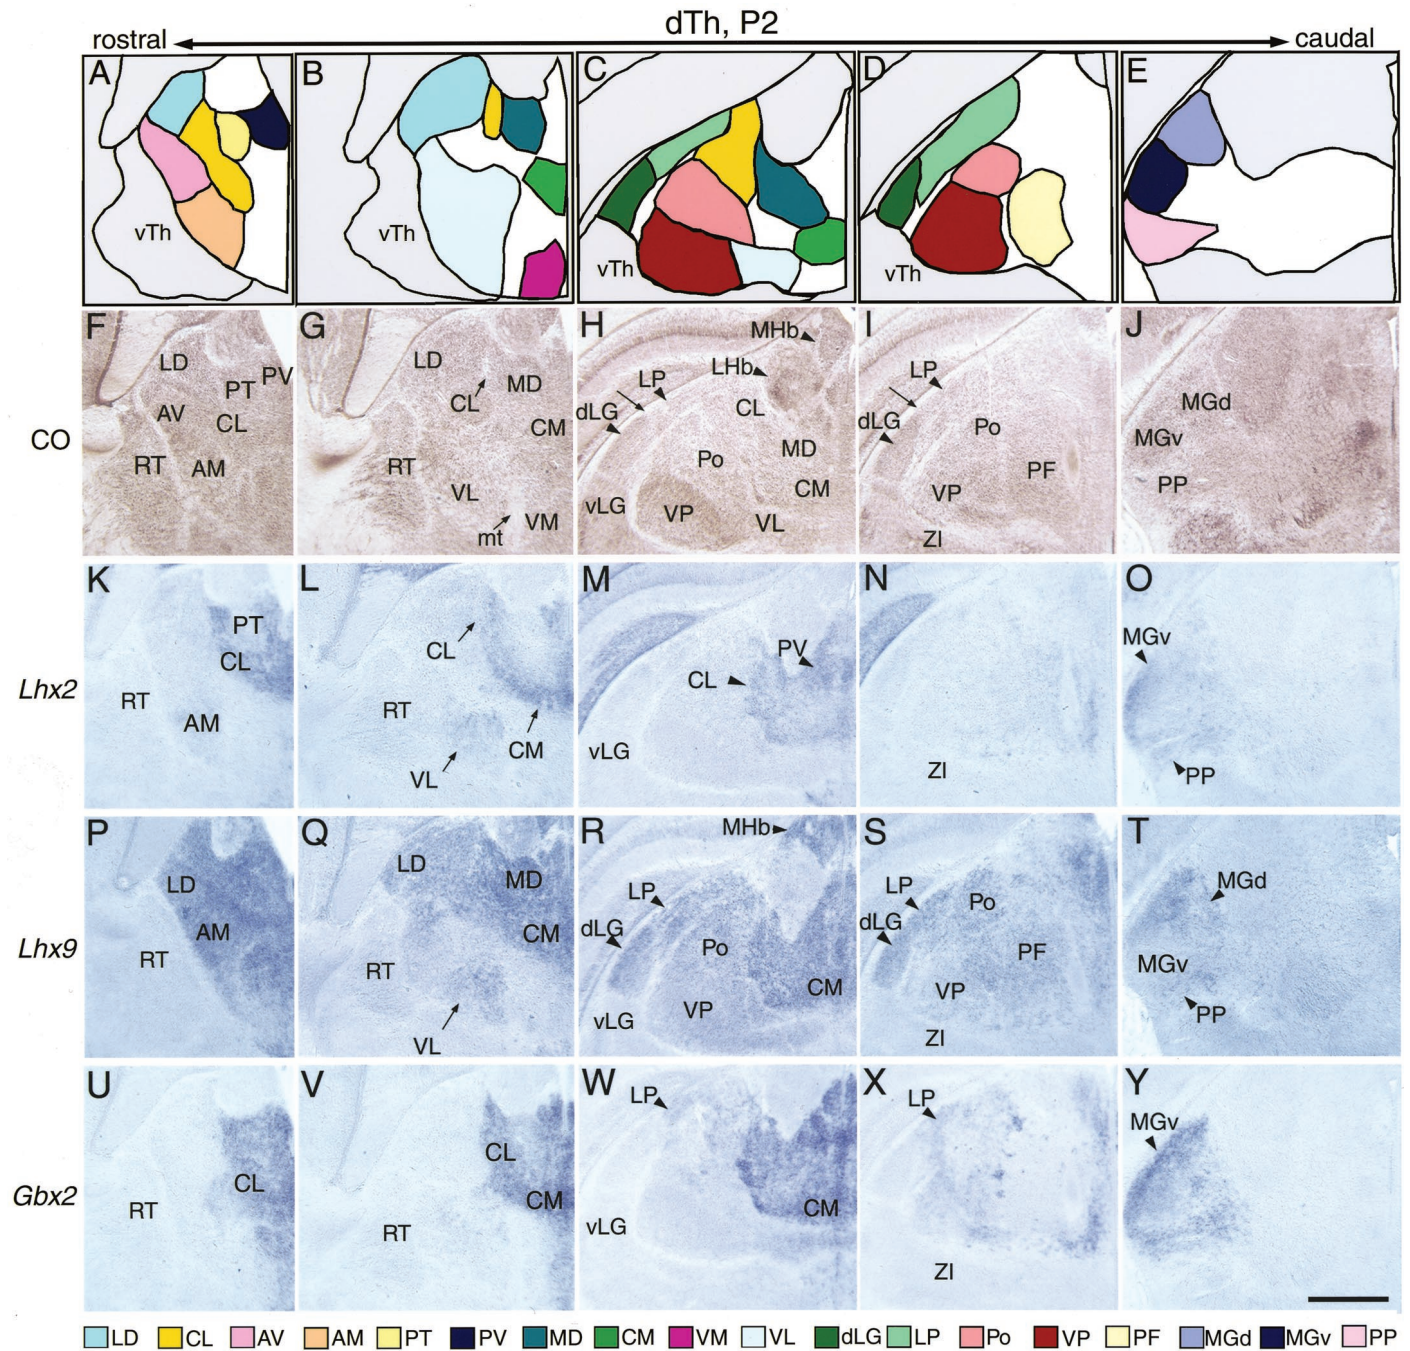 dTh, P2
rostral caudal
A B C D E
vTh vTh vTh vTh
F G H I J
CO
LD PT PV AV CL RT AM
LD CL MD CM RT VL mt VM
MHb LHb LP dLG CL Po MD CM vLG VP VL
LP dLG Po PF VP ZI
MGd MGv PP
K L M N O
Lhx2
PT CL RT AM
CL RT CM VL
PV CL vLG
ZI
MGv PP
P Q R S T
Lhx9
LD AM RT
LD MD CM RT VL
MHb LP dLG Po CM VP vLG
LP dLG Po PF VP ZI
MGd MGv PP
U V W X Y
Gbx2
CL RT
CL CM RT
LP CM vLG
LP ZI
MGv
LD CL AV AM PT PV MD CM VM VL dLG LP Po VP PF MGd MGv PP